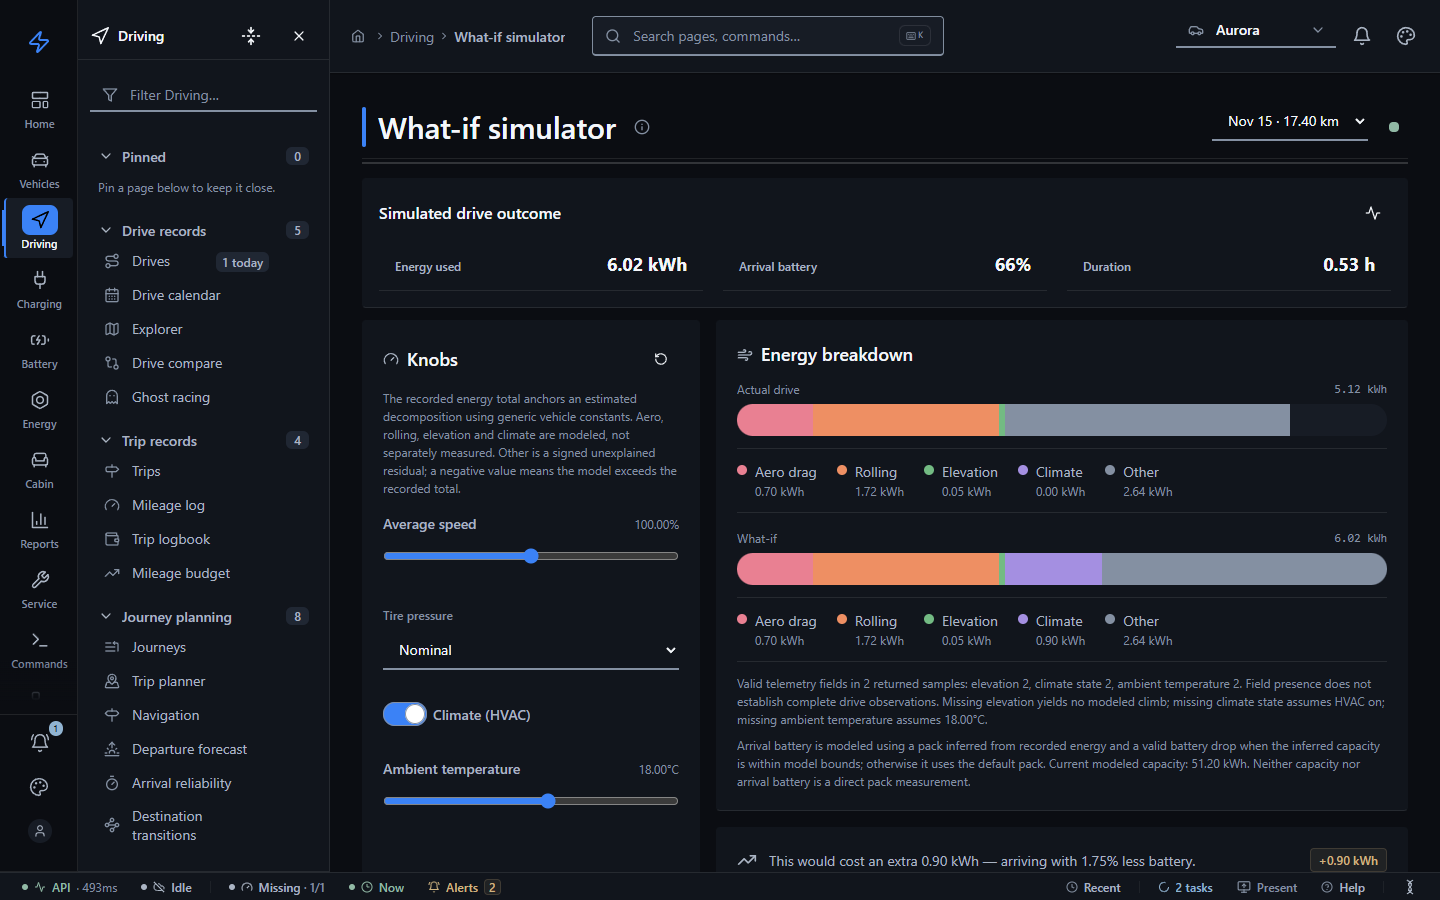 Home
Vehicles
Driving
Charging
Battery
Energy
Cabin
Reports
Service
Commands
1
Driving
Filter Driving...
Pinned 0
Pin a page below to keep it close.
Drive records 5
Drives 1 today
Drive calendar
Explorer
Drive compare
Ghost racing
Trip records 4
Trips
Mileage log
Trip logbook
Mileage budget
Journey planning 8
Journeys
Trip planner
Navigation
Departure forecast
Arrival reliability
Destination
transitions
Driving What-if simulator
Search pages, commands... K
Aurora
What-if simulator
Nov 15 · 17.40 km
Simulated drive outcome
Energy used 6.02 kWh
Arrival battery 66%
Duration 0.53 h
Knobs
The recorded energy total anchors an estimated
decomposition using generic vehicle constants. Aero,
rolling, elevation and climate are modeled, not
separately measured. Other is a signed unexplained
residual; a negative value means the model exceeds the
recorded total.
Average speed 100.00%
Tire pressure
Nominal
Climate (HVAC)
Ambient temperature 18.00°C
Energy breakdown
Actual drive 5.12 kWh
Aero drag Rolling Elevation Climate Other
0.70 kWh 1.72 kWh 0.05 kWh 0.00 kWh 2.64 kWh
What-if 6.02 kWh
Aero drag Rolling Elevation Climate Other
0.70 kWh 1.72 kWh 0.05 kWh 0.90 kWh 2.64 kWh
Valid telemetry fields in 2 returned samples: elevation 2, climate state 2, ambient temperature 2. Field presence does not
establish complete drive observations. Missing elevation yields no modeled climb; missing climate state assumes HVAC on;
missing ambient temperature assumes 18.00°C.
Arrival battery is modeled using a pack inferred from recorded energy and a valid battery drop when the inferred capacity
is within model bounds; otherwise it uses the default pack. Current modeled capacity: 51.20 kWh. Neither capacity nor
arrival battery is a direct pack measurement.
This would cost an extra 0.90 kWh — arriving with 1.75% less battery. +0.90 kWh
API · 493ms Idle Missing · 1/1 Now Alerts 2 Recent 2 tasks Present Help